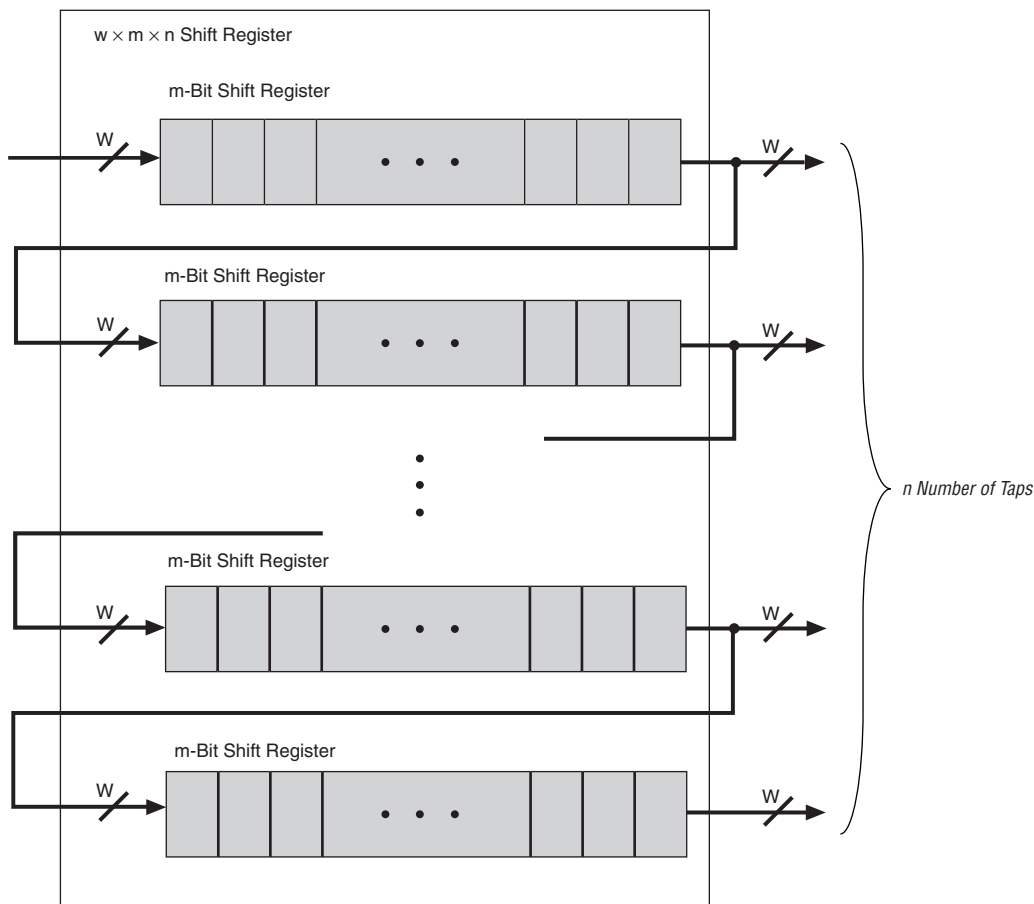 w × m × n Shift Register
m-Bit Shift Register
W
W
m-Bit Shift Register
W
W
n Number of Taps
m-Bit Shift Register
W
W
m-Bit Shift Register
W
W